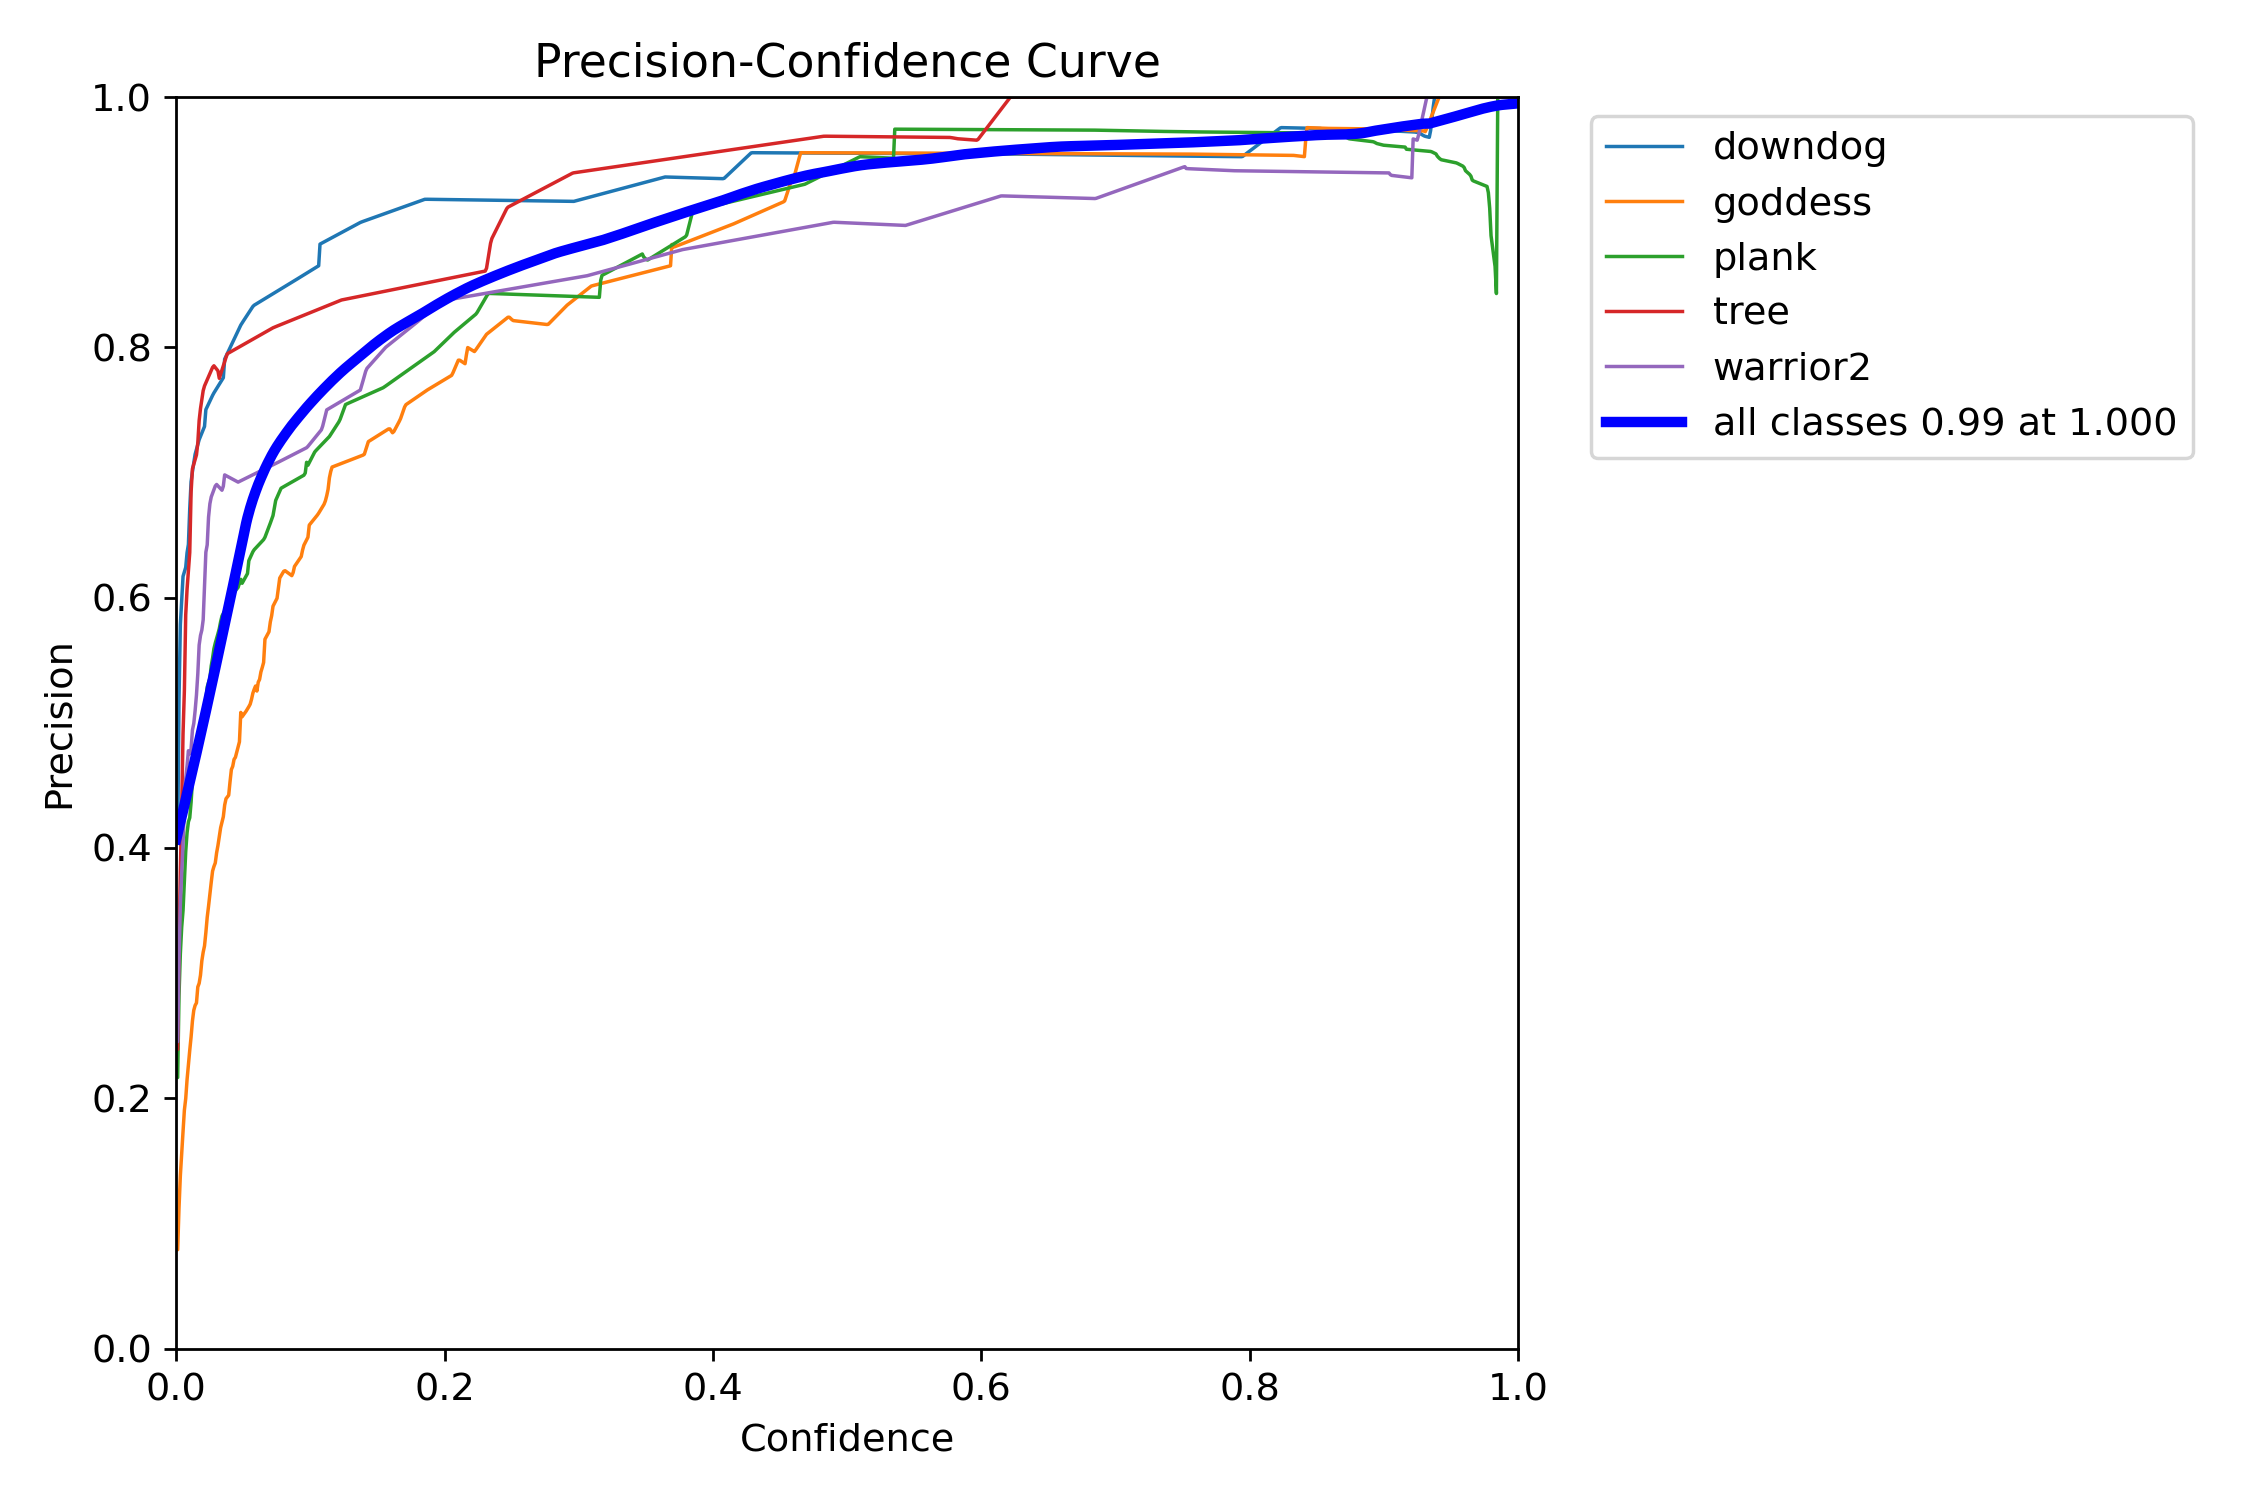 Precision-Confidence Curve
1.0
0.8
0.6
0.4
0.2
0.0
Precision
0.0 0.2 0.4 0.6 0.8 1.0
Confidence
downdog
goddess
plank
tree
warrior2
all classes 0.99 at 1.000